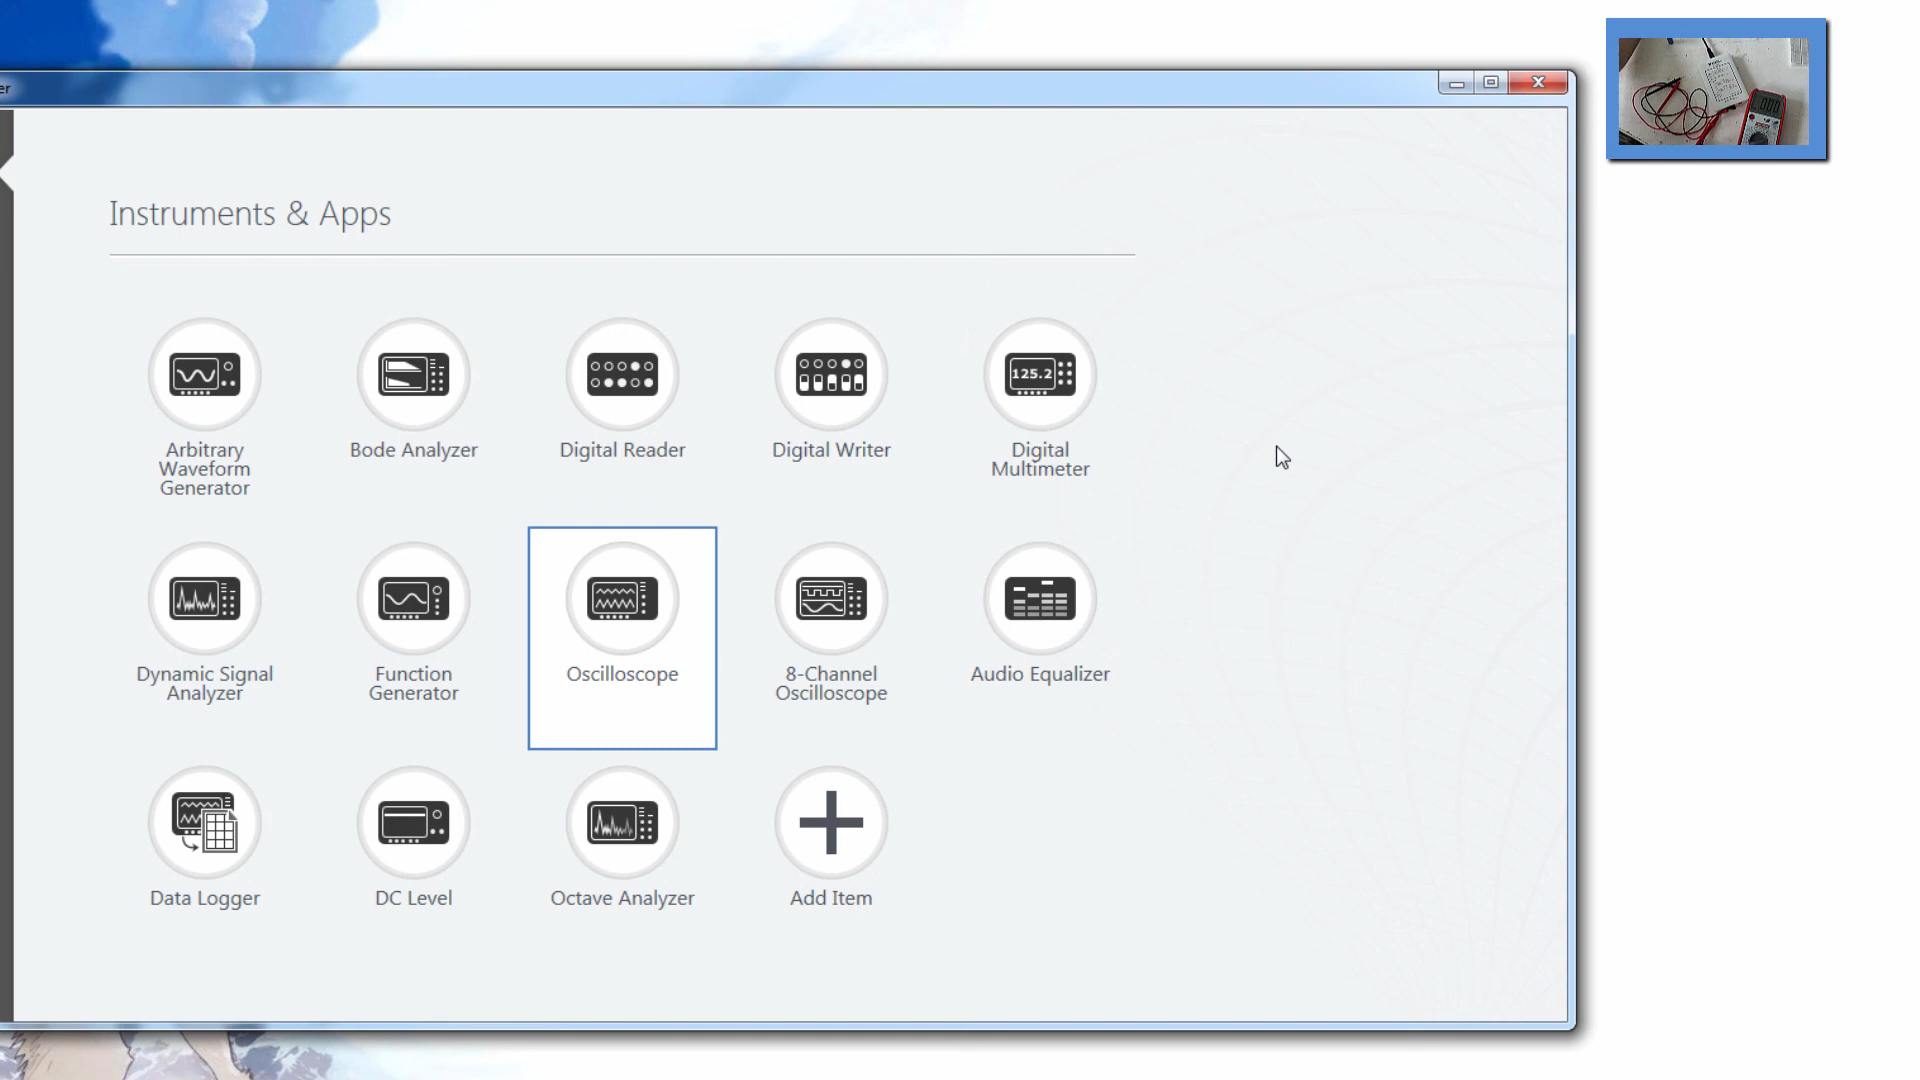 er
Instruments & Apps
125.2
Arbitrary
Waveform
Generator
Bode Analyzer
Digital Reader
Digital Writer
Digital
Multimeter
Dynamic Signal
Analyzer
Function
Generator
Oscilloscope
8-Channel
Oscilloscope
Audio Equalizer
Data Logger
DC Level
Octave Analyzer
Add Item